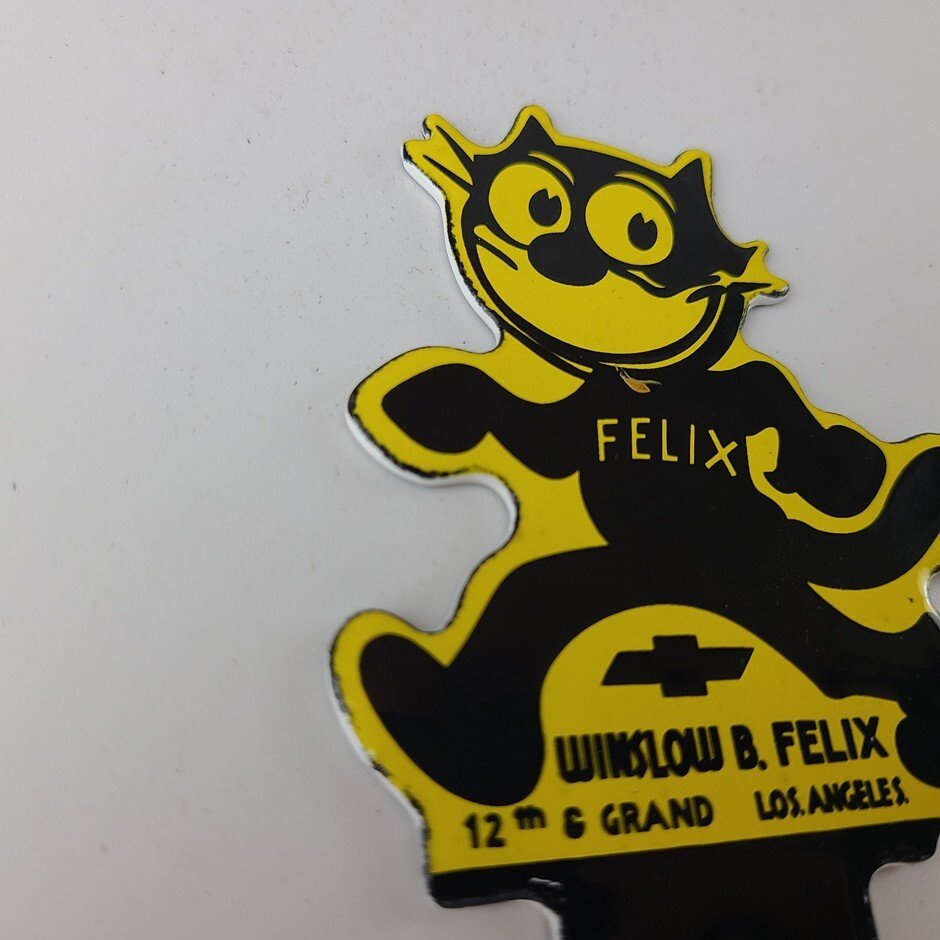 FELIX
WINSLOW B. FELIX
12th & GRAND LOS. ANGELES.